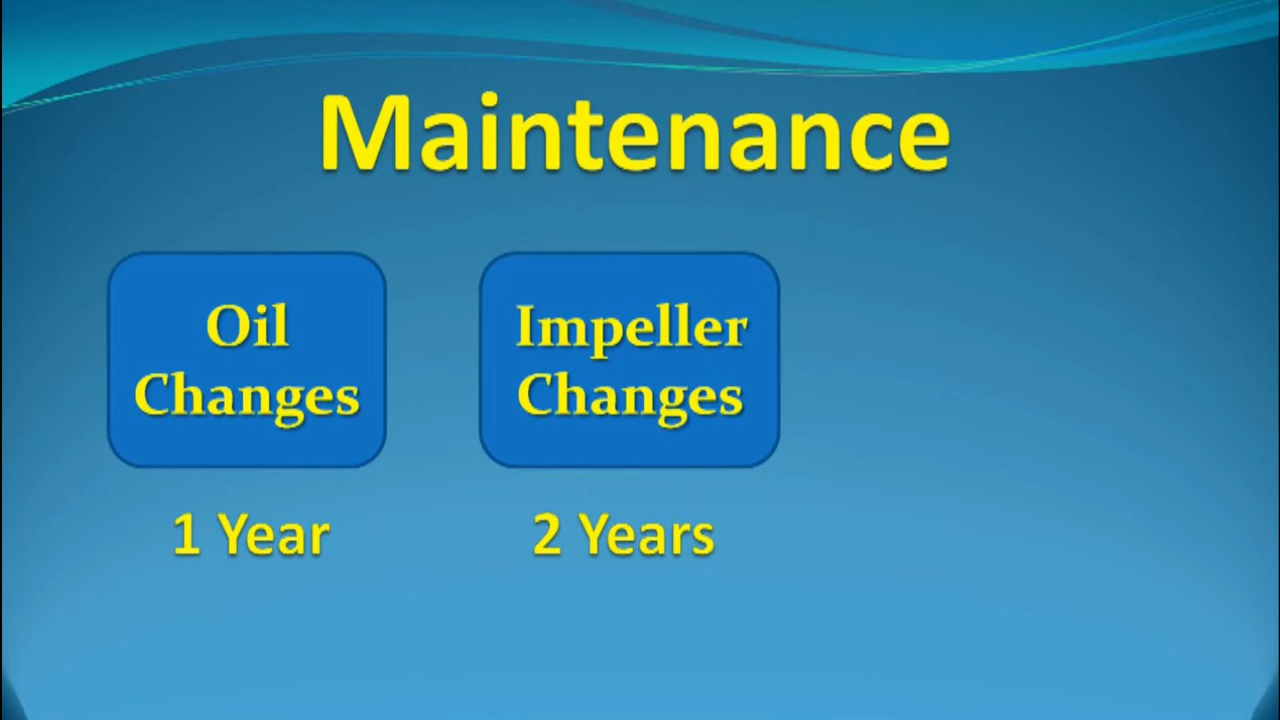 Maintenance
Oil
Changes
Impeller
Changes
1 Year
2 Years